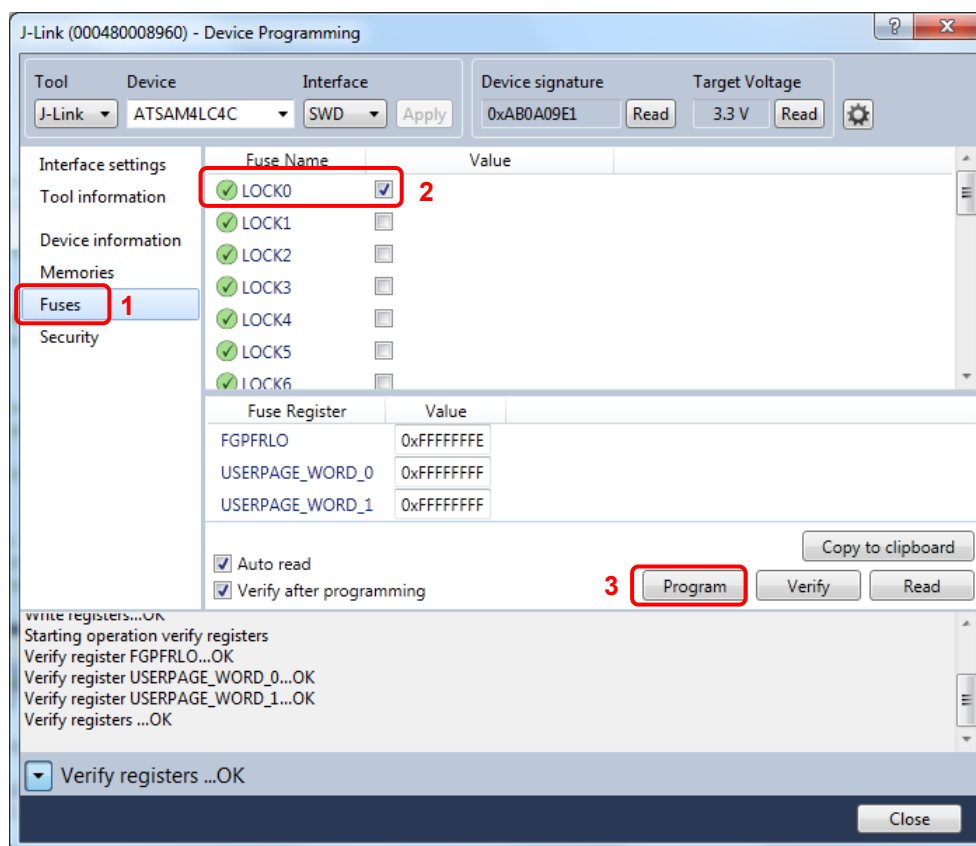 J-Link (000480008960) - Device Programming
Tool Device Interface Device signature Target Voltage
J-Link ATSAM4LC4C SWD Apply 0xAB0A09E1 Read 3.3 V Read
Interface settings
Tool information
Device information
Memories
Fuses 1
Security
Fuse Name Value
LOCK0 2
LOCK1
LOCK2
LOCK3
LOCK4
LOCK5
LOCK6
Fuse Register Value
FGPFRLO 0xFFFFFFFE
USERPAGE_WORD_0 0xFFFFFFFF
USERPAGE_WORD_1 0xFFFFFFFF
Copy to clipboard
Auto read
Verify after programming
3 Program Verify Read
Write registers...OK
Starting operation verify registers
Verify register FGPFRLO...OK
Verify register USERPAGE_WORD_0...OK
Verify register USERPAGE_WORD_1...OK
Verify registers ...OK
Verify registers ...OK
Close